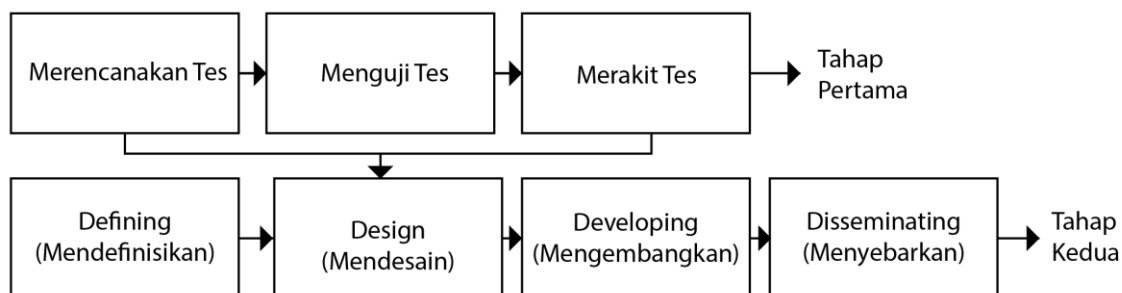 Merencanakan Tes
Menguji Tes
Merakit Tes
Tahap
Pertama
Defining
(Mendefinisikan)
Design
(Mendesain)
Developing
(Mengembangkan)
Disseminating
(Menyebarkan)
Tahap
Kedua